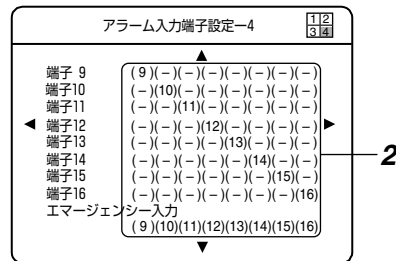 アラーム入力端子設定ー4
1 2
3 4
端子 9 ( 9 )( – )( – )( – )( – )( – )( – )( – )
端子10 ( – )(10)( – )( – )( – )( – )( – )( – )
端子11 ( – )( – )(11)( – )( – )( – )( – )( – )
端子12 ( – )( – )( – )(12)( – )( – )( – )( – )
端子13 ( – )( – )( – )( – )(13)( – )( – )( – )
端子14 ( – )( – )( – )( – )( – )(14)( – )( – )
端子15 ( – )( – )( – )( – )( – )( – )(15)( – )
端子16 ( – )( – )( – )( – )( – )( – )( – )(16)
エマージェンシー入力
( 9 )(10)(11)(12)(13)(14)(15)(16)
2